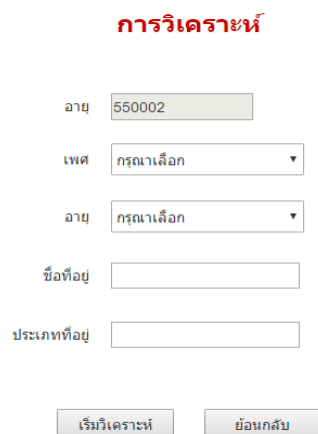 การวิเคราะห์
อายุ 550002
เพศ กรุณาเลือก
อายุ กรุณาเลือก
ชื่อที่อยู่
ประเภทที่อยู่
เริ่มวิเคราะห์ ย้อนกลับ